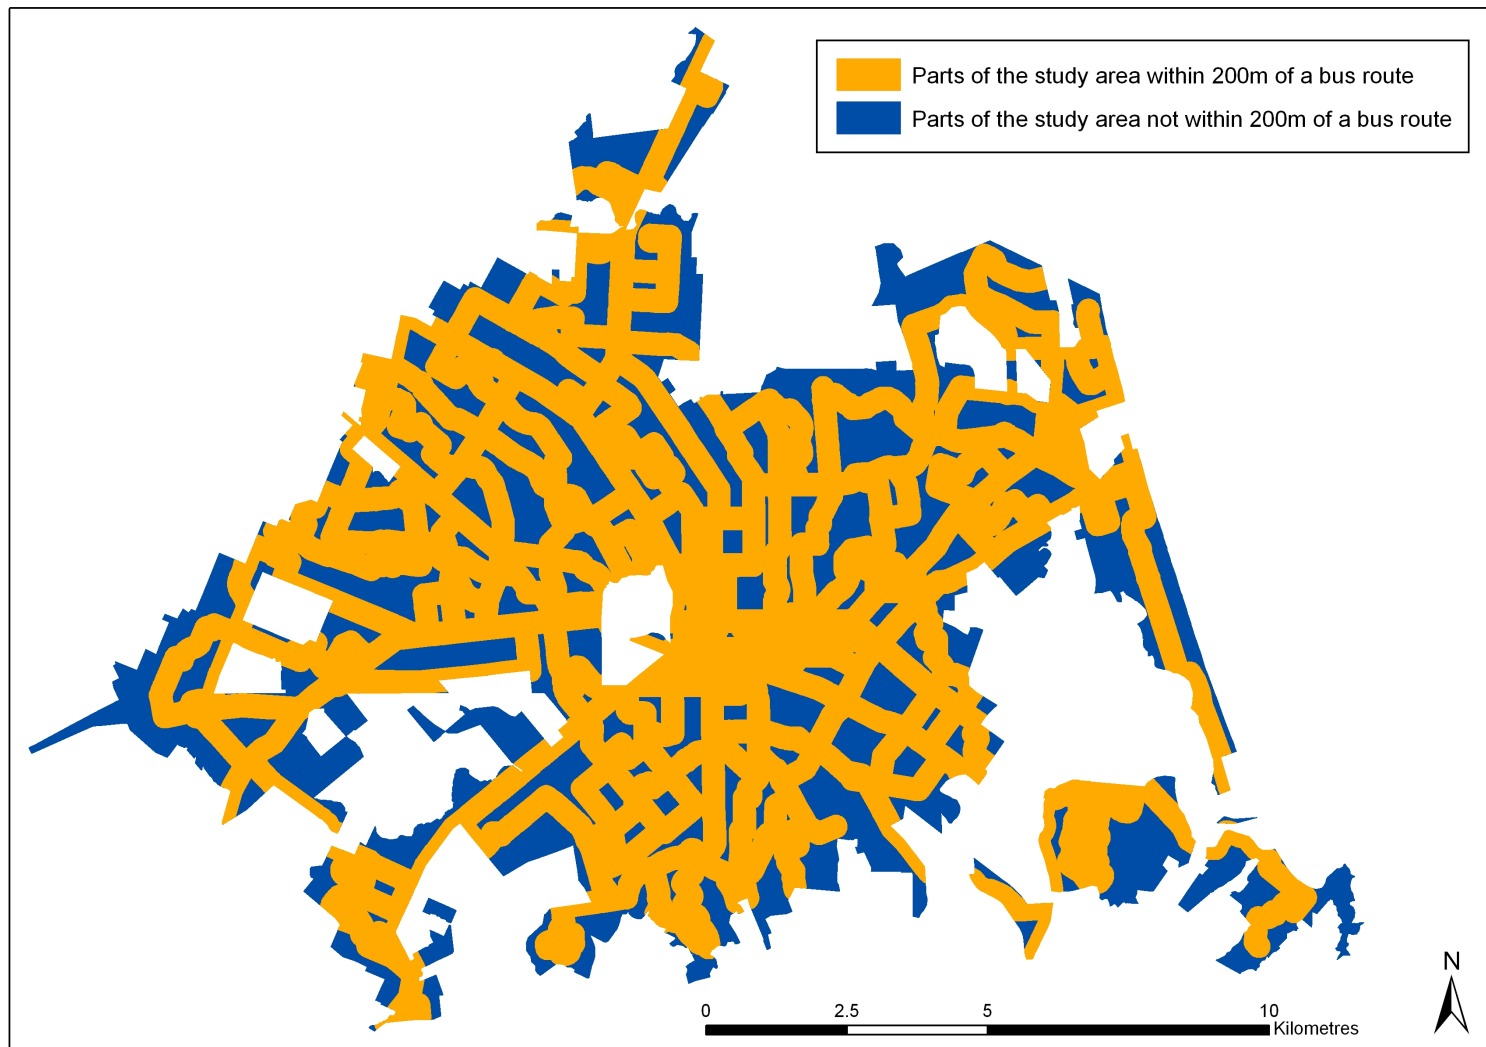 Parts of the study area within 200m of a bus route
Parts of the study area not within 200m of a bus route
N
0 2.5 5 10
Kilometres